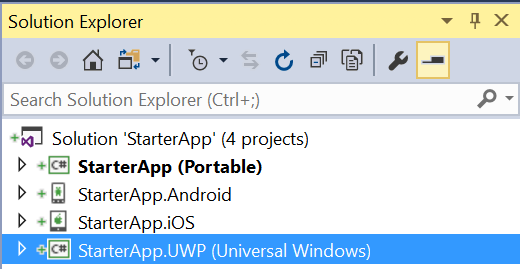 Solution Explorer
Search Solution Explorer (Ctrl+;)
Solution 'StarterApp' (4 projects)
C# StarterApp (Portable)
StarterApp.Android
StarterApp.iOS
C# StarterApp.UWP (Universal Windows)